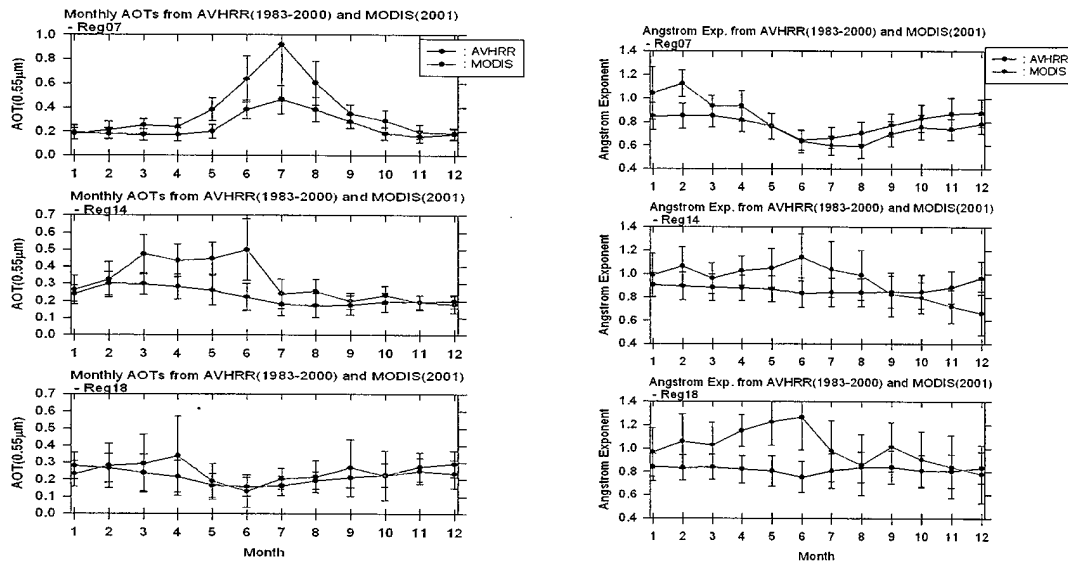 Monthly AOTs from AVHRR(1983-2000) and MODIS(2001)
- Reg07
1.0
0.8
0.6
0.4
0.2
0.0
AOT(0.55µm)
: AVHRR
: MODIS
1 2 3 4 5 6 7 8 9 10 11 12
Monthly AOTs from AVHRR(1983-2000) and MODIS(2001)
- Reg14
0.7
0.6
0.5
0.4
0.3
0.2
0.1
0.0
AOT(0.55µm)
1 2 3 4 5 6 7 8 9 10 11 12
Monthly AOTs from AVHRR(1983-2000) and MODIS(2001)
- Reg18
0.7
0.6
0.5
0.4
0.3
0.2
0.1
0.0
AOT(0.55µm)
1 2 3 4 5 6 7 8 9 10 11 12
Month
Angstrom Exp. from AVHRR(1983-2000) and MODIS(2001)
- Reg07
1.4
1.2
1.0
0.8
0.6
0.4
Angstrom Exponent
: AVHRR
: MODIS
1 2 3 4 5 6 7 8 9 10 11 12
Angstrom Exp. from AVHRR(1983-2000) and MODIS(2001)
- Reg14
1.4
1.2
1.0
0.8
0.6
0.4
Angstrom Exponent
1 2 3 4 5 6 7 8 9 10 11 12
Angstrom Exp. from AVHRR(1983-2000) and MODIS(2001)
- Reg18
1.4
1.2
1.0
0.8
0.6
0.4
Angstrom Exponent
1 2 3 4 5 6 7 8 9 10 11 12
Month